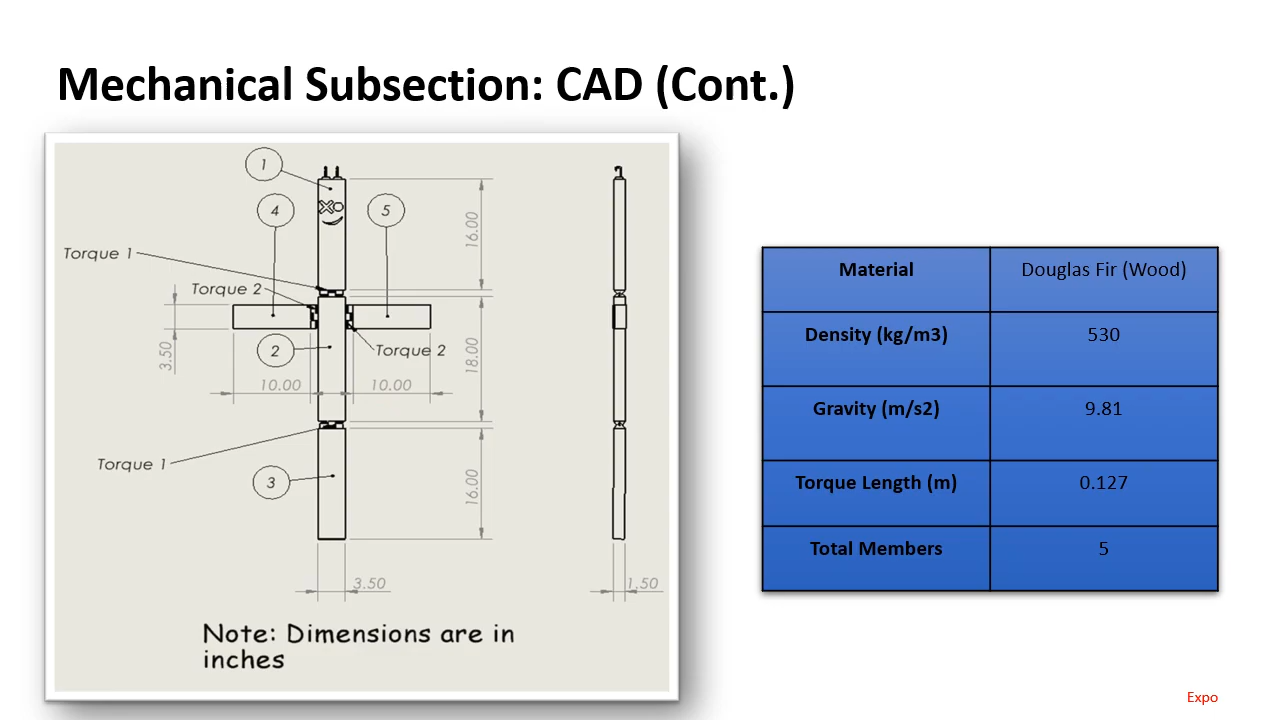 Mechanical Subsection: CAD (Cont.)
1
4
5
XO
16.00
Torque 1
Torque 2
3.50
2
Torque 2
18.00
10.00
10.00
Torque 1
3
16.00
3.50
1.50
Note: Dimensions are in
inches
Material
Douglas Fir (Wood)
Density (kg/m3)
530
Gravity (m/s2)
9.81
Torque Length (m)
0.127
Total Members
5
Expo